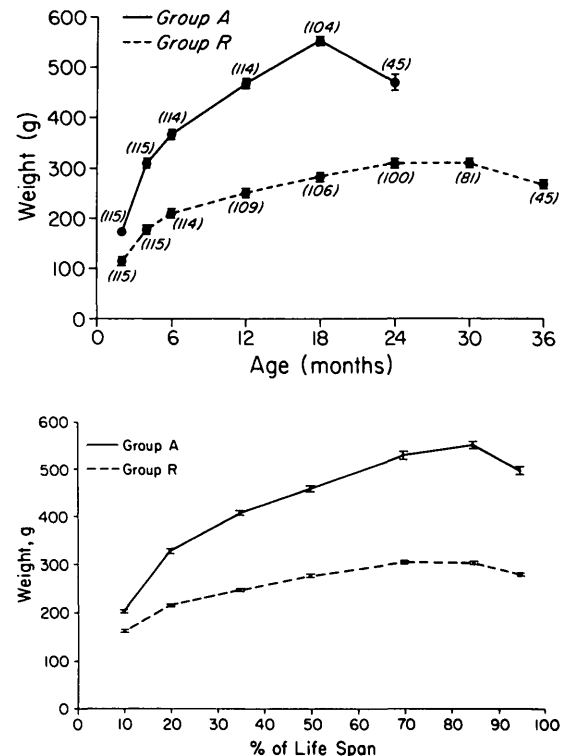 600
500
400
300
200
100
0
Weight (g)
Group A
Group R
(115)
(115)
(114)
(114)
(104)
(45)
(115)
(115)
(114)
(109)
(106)
(100)
(81)
(45)
0 6 12 18 24 30 36
Age (months)
600
500
400
300
200
100
0
Weight, g
Group A
Group R
10 20 30 40 50 60 70 80 90 100
% of Life Span